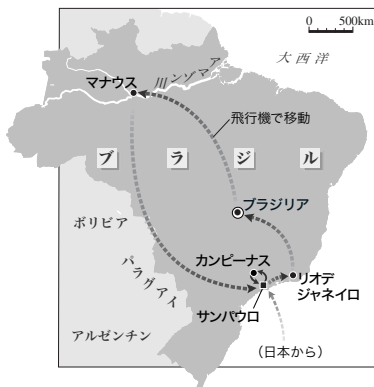 0 500km
大西洋
アマゾン川
マナウス
飛行機で移動
ブラジル
ブラジリア
ボリビア
カンピーナス
パラグアイ
リオデ
ジャネイロ
サンパウロ
アルゼンチン
(日本から)